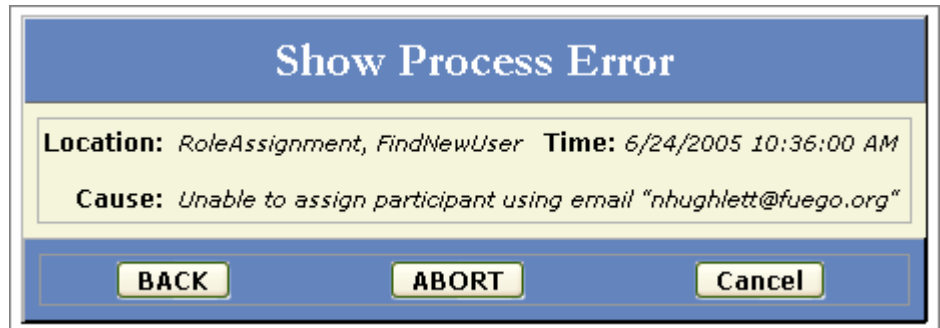 Show Process Error
Location: RoleAssignment, FindNewUser Time: 6/24/2005 10:36:00 AM
Cause: Unable to assign participant using email "nhughlett@fuego.org"
BACK ABORT Cancel